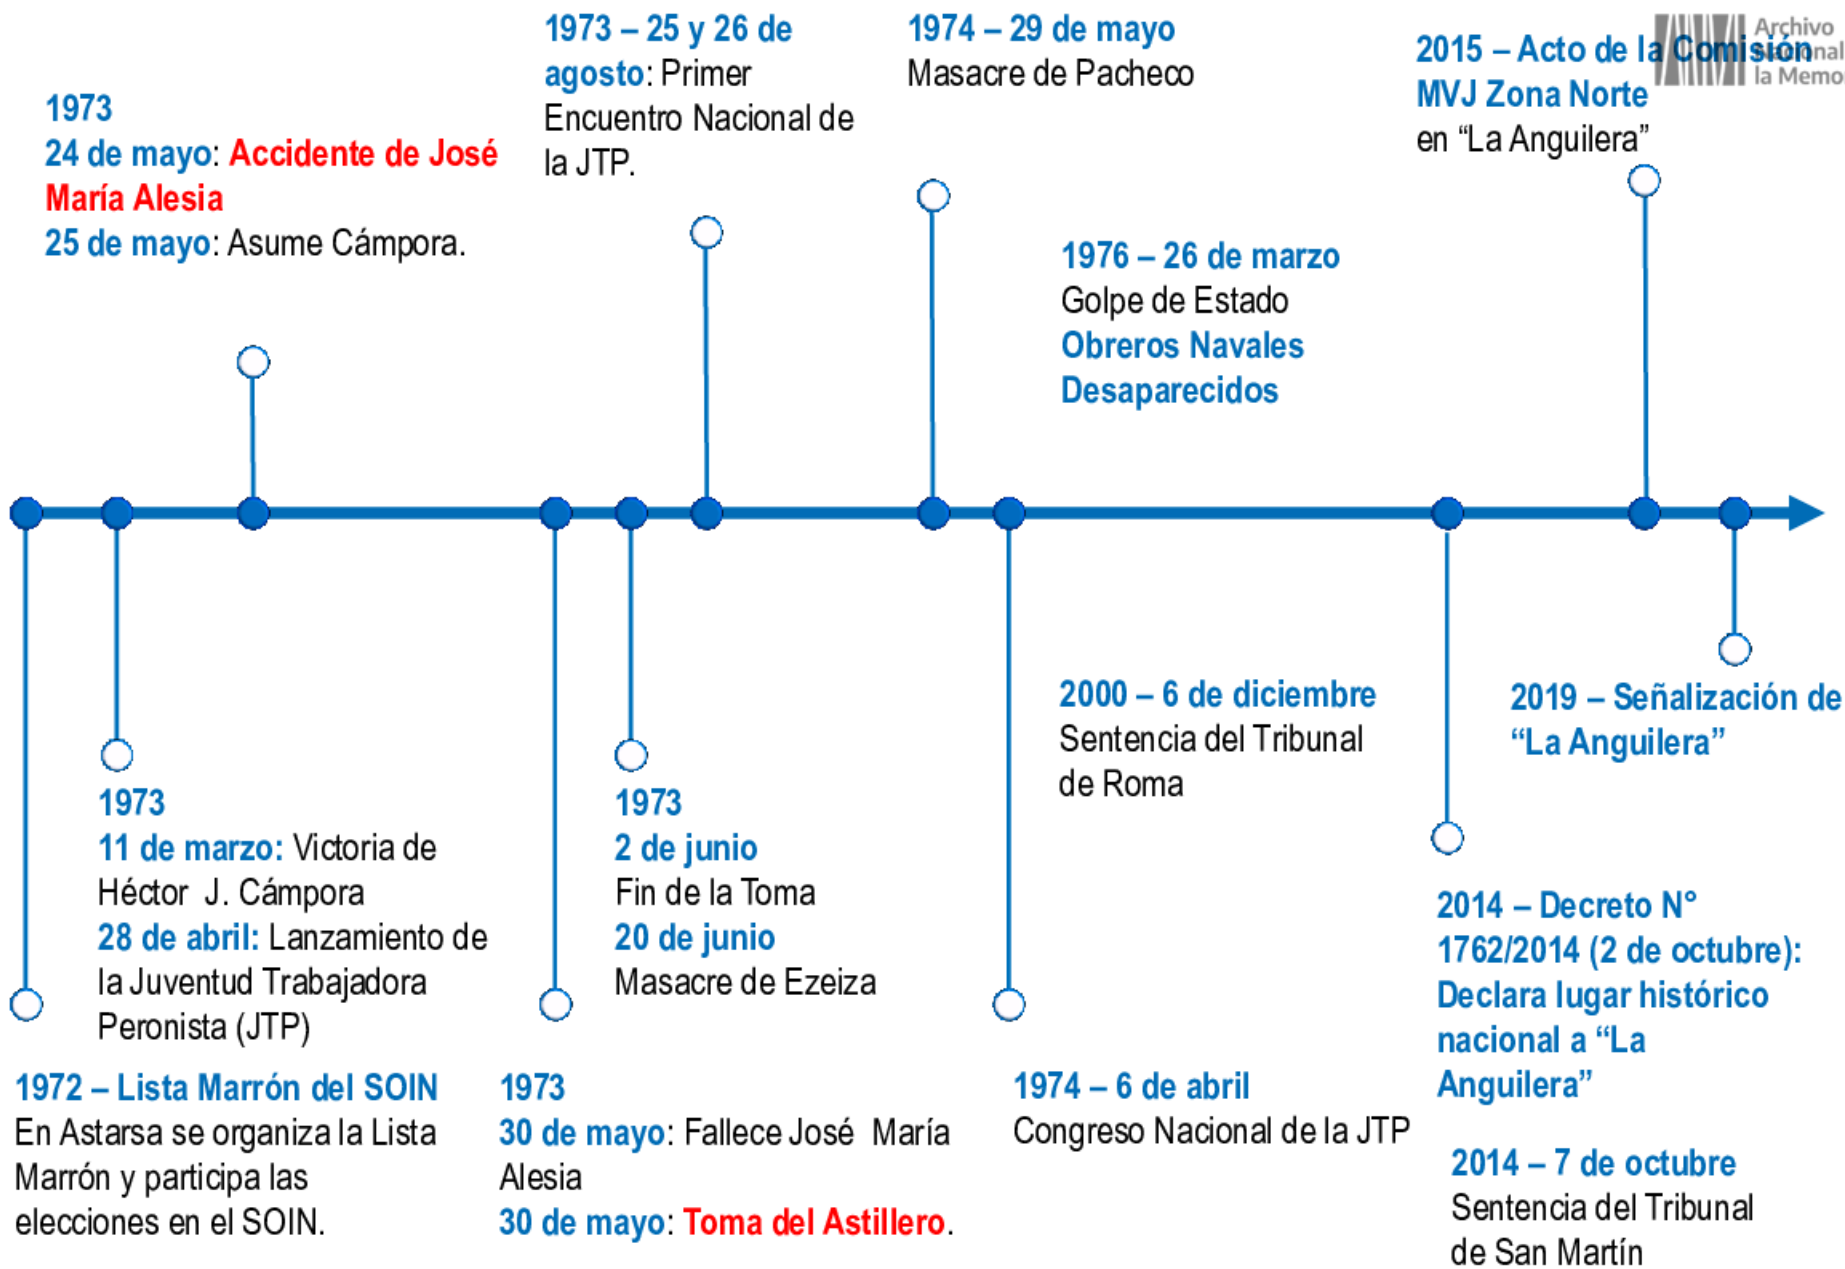 1973
24 de mayo: Accidente de José
María Alesia
25 de mayo: Asume Cámpora.
1973 – 25 y 26 de
agosto: Primer
Encuentro Nacional de
la JTP.
1974 – 29 de mayo
Masacre de Pacheco
1976 – 26 de marzo
Golpe de Estado
Obreros Navales
Desaparecidos
2015 – Acto de la Comisión
MVJ Zona Norte
en “La Anguilera”
Archivo
Nacional
la Memo
1972 – Lista Marrón del SOIN
En Astarsa se organiza la Lista
Marrón y participa las
elecciones en el SOIN.
1973
11 de marzo: Victoria de
Héctor J. Cámpora
28 de abril: Lanzamiento de
la Juventud Trabajadora
Peronista (JTP)
1973
30 de mayo: Fallece José María
Alesia
30 de mayo: Toma del Astillero.
1973
2 de junio
Fin de la Toma
20 de junio
Masacre de Ezeiza
1974 – 6 de abril
Congreso Nacional de la JTP
2000 – 6 de diciembre
Sentencia del Tribunal
de Roma
2014 – Decreto N°
1762/2014 (2 de octubre):
Declara lugar histórico
nacional a “La
Anguilera”
2014 – 7 de octubre
Sentencia del Tribunal
de San Martín
2019 – Señalización de
“La Anguilera”